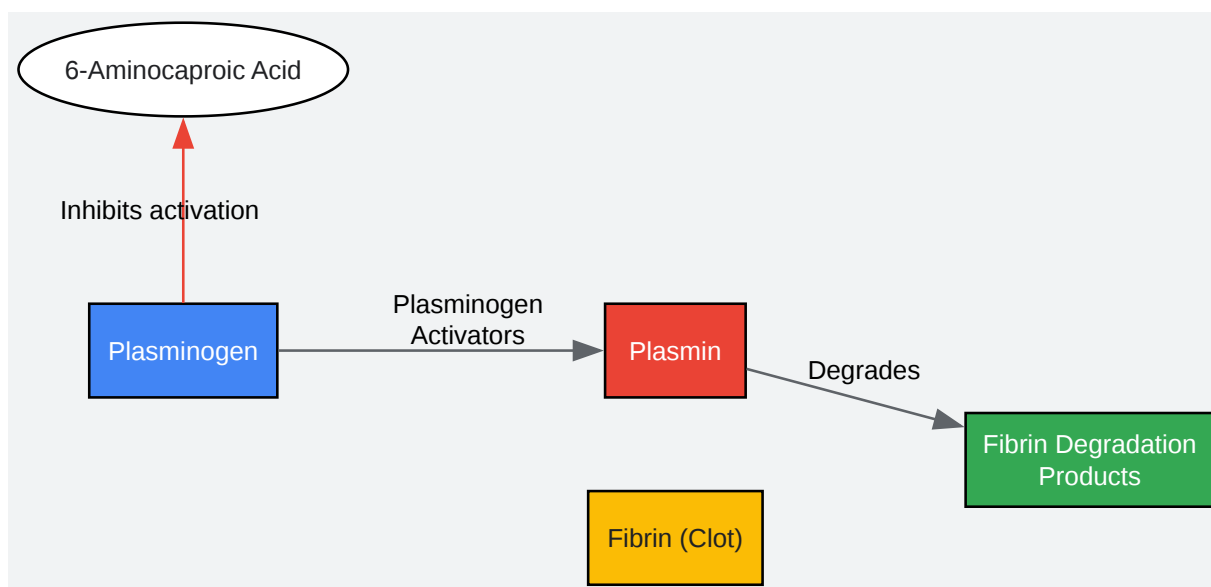 6-Aminocaproic Acid
Inhibits activation
Plasminogen
Plasminogen
Activators
Plasmin
Degrades
Fibrin Degradation
Products
Fibrin (Clot)